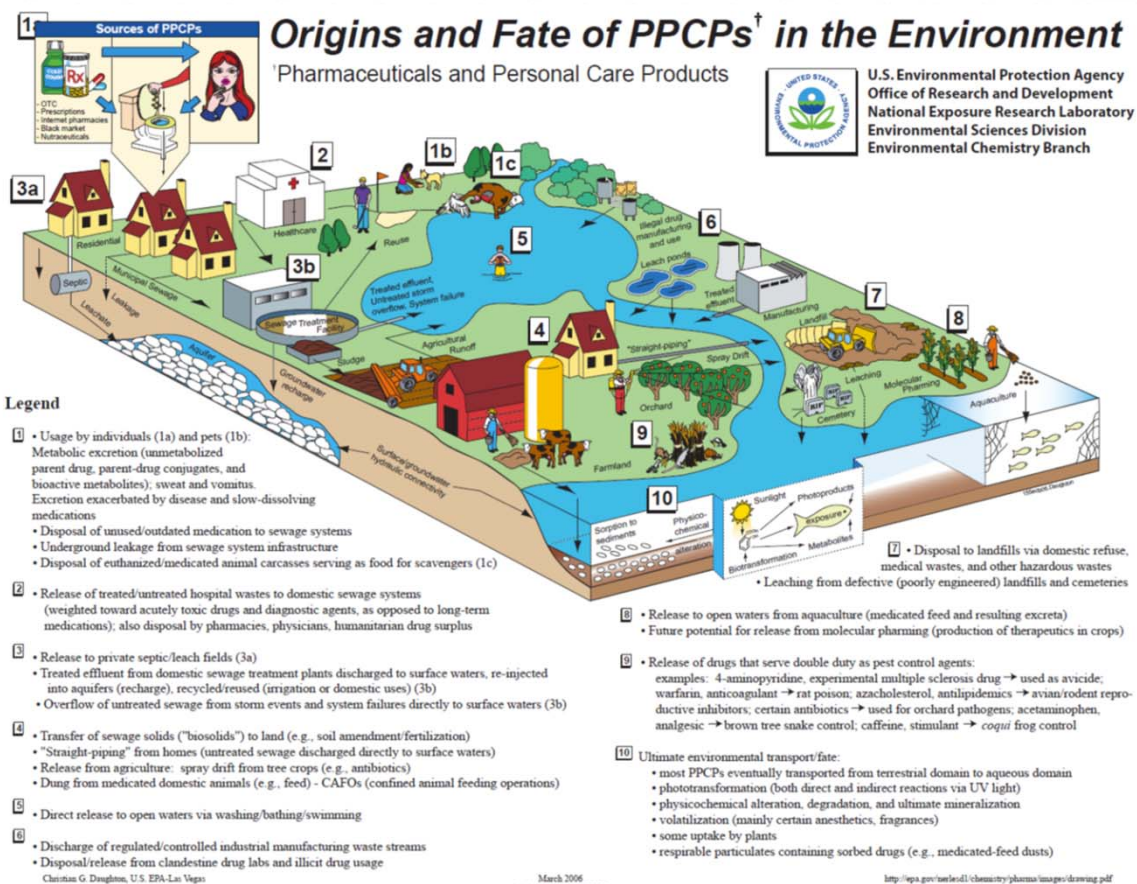 1a
Sources of PPCPs
Rx
- OTC
- Prescriptions
- Internet pharmacies
- Black market
- Nutraceuticals
Origins and Fate of PPCPs† in the Environment
†Pharmaceuticals and Personal Care Products
UNITED STATES
ENVIRONMENTAL PROTECTION AGENCY
U.S. Environmental Protection Agency
Office of Research and Development
National Exposure Research Laboratory
Environmental Sciences Division
Environmental Chemistry Branch
2
1b
1c
3a
Residential
Healthcare
Reuse
Illegal drug
manufacturing
and use
6
5
3b
Septic
Municipal Sewage
Leakage
Leachate
Sewage Treatment
Facility
Treated effluent,
Untreated storm
overflow, System failure
Leach ponds
Treated
effluent
Manufacturing
7
Landfill
8
4
Agricultural
Runoff
Sludge
"Straight-piping"
Spray Drift
Aquifer
Groundwater
recharge
Orchard
Leaching
Molecular
Pharming
RIP
RIP
RIP
Cemetery
Aquaculture
9
Farmland
Surface/groundwater
hydraulic connectivity
10
Sorption to
sediments
Physico-
chemical
alteration
Sunlight
Photoproducts
exposure
Biotransformation
Metabolites
Legend
1 • Usage by individuals (1a) and pets (1b):
Metabolic excretion (unmetabolized
parent drug, parent-drug conjugates, and
bioactive metabolites); sweat and vomitus.
Excretion exacerbated by disease and slow-dissolving
medications
• Disposal of unused/outdated medication to sewage systems
• Underground leakage from sewage system infrastructure
• Disposal of euthanized/medicated animal carcasses serving as food for scavengers (1c)
2 • Release of treated/untreated hospital wastes to domestic sewage systems
(weighted toward acutely toxic drugs and diagnostic agents, as opposed to long-term
medications); also disposal by pharmacies, physicians, humanitarian drug surplus
3 • Release to private septic/leach fields (3a)
• Treated effluent from domestic sewage treatment plants discharged to surface waters, re-injected
into aquifers (recharge), recycled/reused (irrigation or domestic uses) (3b)
• Overflow of untreated sewage from storm events and system failures directly to surface waters (3b)
4 • Transfer of sewage solids ("biosolids") to land (e.g., soil amendment/fertilization)
• "Straight-piping" from homes (untreated sewage discharged directly to surface waters)
• Release from agriculture: spray drift from tree crops (e.g., antibiotics)
• Dung from medicated domestic animals (e.g., feed) - CAFOs (confined animal feeding operations)
5 • Direct release to open waters via washing/bathing/swimming
6 • Discharge of regulated/controlled industrial manufacturing waste streams
• Disposal/release from clandestine drug labs and illicit drug usage
7 • Disposal to landfills via domestic refuse,
medical wastes, and other hazardous wastes
• Leaching from defective (poorly engineered) landfills and cemeteries
8 • Release to open waters from aquaculture (medicated feed and resulting excreta)
• Future potential for release from molecular pharming (production of therapeutics in crops)
9 • Release of drugs that serve double duty as pest control agents:
examples: 4-aminopyridine, experimental multiple sclerosis drug → used as avicide;
warfarin, anticoagulant → rat poison; azacholesterol, antilipidemics → avian/rodent repro-
ductive inhibitors; certain antibiotics → used for orchard pathogens; acetaminophen,
analgesic → brown tree snake control; caffeine, stimulant → coqui frog control
10 Ultimate environmental transport/fate:
• most PPCPs eventually transported from terrestrial domain to aqueous domain
• phototransformation (both direct and indirect reactions via UV light)
• physicochemical alteration, degradation, and ultimate mineralization
• volatilization (mainly certain anesthetics, fragrances)
• some uptake by plants
• respirable particulates containing sorbed drugs (e.g., medicated-feed dusts)
Christian G. Daughton, U.S. EPA-Las Vegas
March 2006
http://epa.gov/nerlesd1/chemistry/pharma/images/drawing.pdf